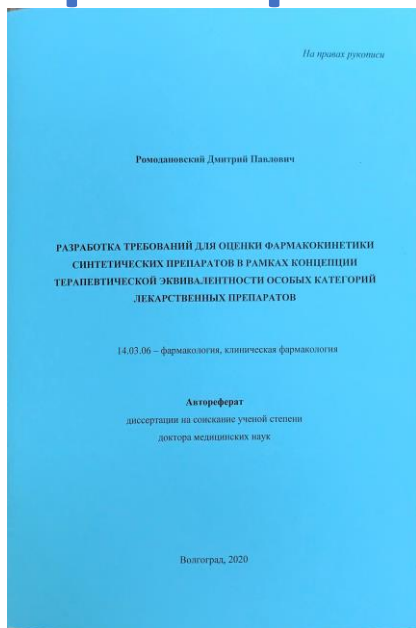 На правах рукописи
Ромодановский Дмитрий Павлович
РАЗРАБОТКА ТРЕБОВАНИЙ ДЛЯ ОЦЕНКИ ФАРМАКОКИНЕТИКИ
СИНТЕТИЧЕСКИХ ПРЕПАРАТОВ В РАМКАХ КОНЦЕПЦИИ
ТЕРАПЕВТИЧЕСКОЙ ЭКВИВАЛЕНТНОСТИ ОСОБЫХ КАТЕГОРИЙ
ЛЕКАРСТВЕННЫХ ПРЕПАРАТОВ
14.03.06 – фармакология, клиническая фармакология
Автореферат
диссертации на соискание ученой степени
доктора медицинских наук
Волгоград, 2020